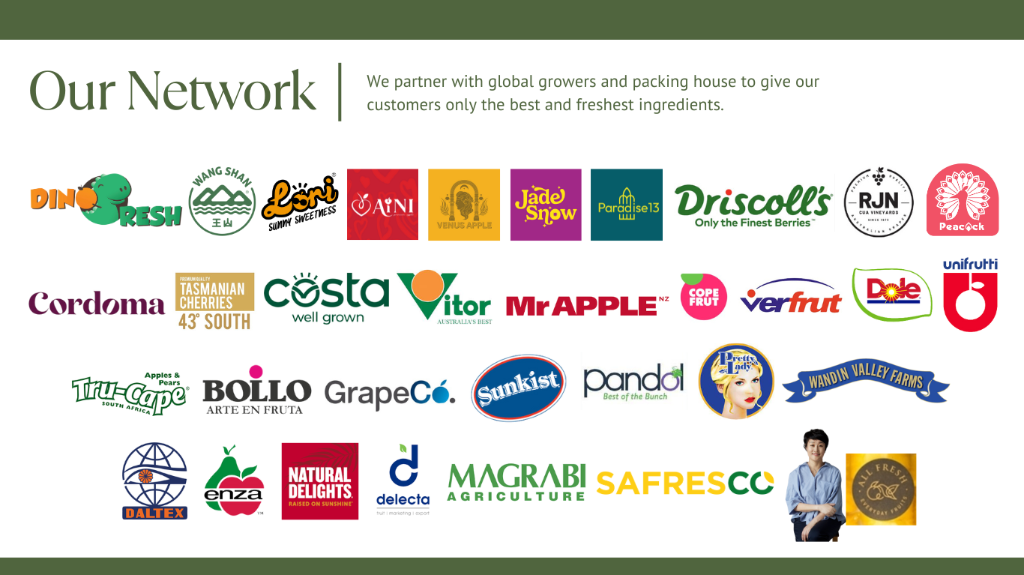 Our Network
We partner with global growers and packing house to give our
customers only the best and freshest ingredients.
DINO
FRESH
WANG SHAN
王山
Lori
SUNNY SWEETNESS
AiNI
VENUS APPLE
Jade
Snow
Paradise13
Driscoll's
Only the Finest Berries
RJN
CUA VINEYARDS
Peacock
Cordoma
TASMANIAN
CHERRIES
43° SOUTH
costa
well grown
Vitor
AUSTRALIA'S BEST
Mr APPLE NZ
COPE
FRUT
verfrut
Dole
unifrutti
Apples &
Pears
Tru-Cape
SOUTH AFRICA
BOLLO
ARTE EN FRUTA
GrapeCo.
Sunkist
pandol
Best of the Bunch
Pretty
Lady
WANDIN VALLEY FARMS
DALTEX
enza
NATURAL
DELIGHTS
RAISED ON SUNSHINE
delecta
MAGRABI
AGRICULTURE
SAFRESCO
ALL FRESH
EVERYDAY FRUITS